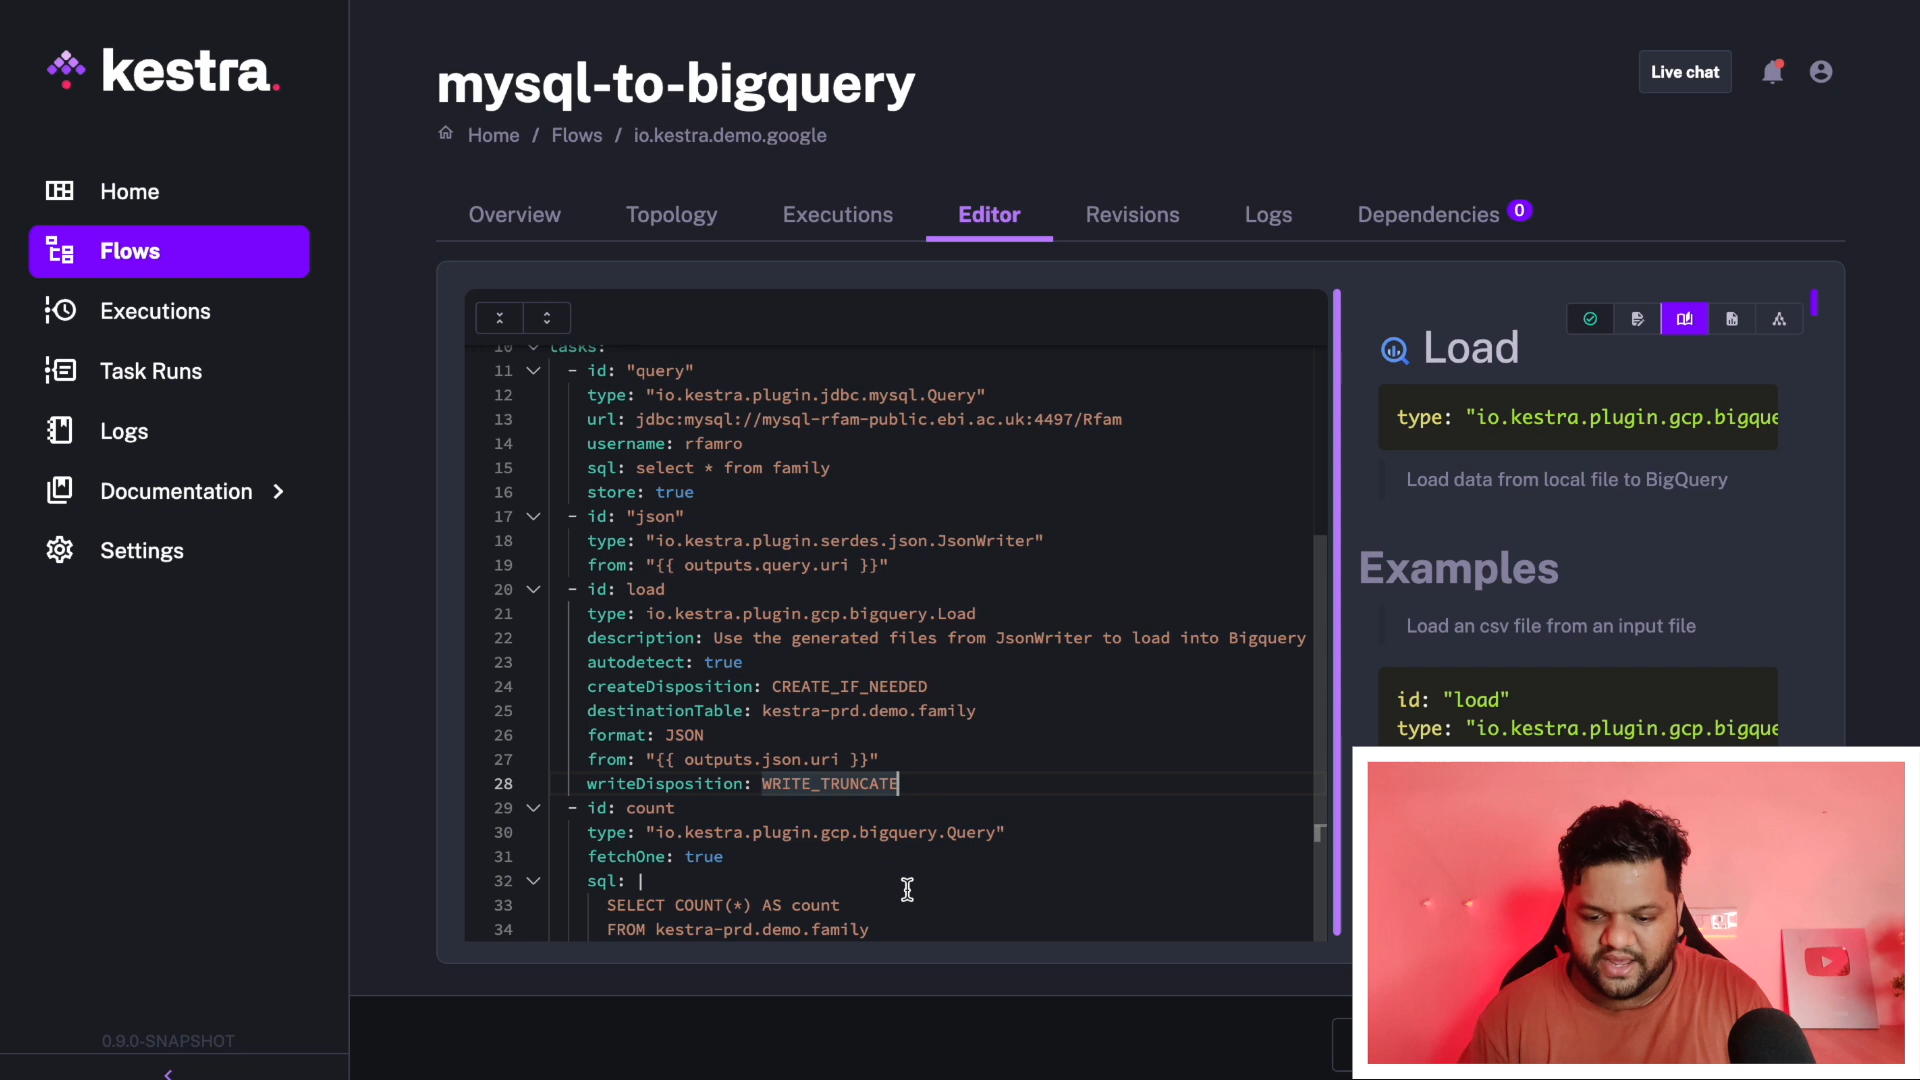 kestra.
Home
Flows
Executions
Task Runs
Logs
Documentation
Settings
0.9.0-SNAPSHOT
mysql-to-bigquery
Home / Flows / io.kestra.demo.google
Live chat
Overview
Topology
Executions
Editor
Revisions
Logs
Dependencies 0
10 tasks:
11 - id: "query"
12 type: "io.kestra.plugin.jdbc.mysql.Query"
13 url: jdbc:mysql://mysql-rfam-public.ebi.ac.uk:4497/Rfam
14 username: rfamro
15 sql: select * from family
16 store: true
17 - id: "json"
18 type: "io.kestra.plugin.serdes.json.JsonWriter"
19 from: "{{ outputs.query.uri }}"
20 - id: load
21 type: io.kestra.plugin.gcp.bigquery.Load
22 description: Use the generated files from JsonWriter to load into Bigquery
23 autodetect: true
24 createDisposition: CREATE_IF_NEEDED
25 destinationTable: kestra-prd.demo.family
26 format: JSON
27 from: "{{ outputs.json.uri }}"
28 writeDisposition: WRITE_TRUNCATE
29 - id: count
30 type: "io.kestra.plugin.gcp.bigquery.Query"
31 fetchOne: true
32 sql: |
33 SELECT COUNT(*) AS count
34 FROM kestra-prd.demo.family
Load
type: "io.kestra.plugin.gcp.bigque
Load data from local file to BigQuery
Examples
Load an csv file from an input file
id: "load"
type: "io.kestra.plugin.gcp.bigque